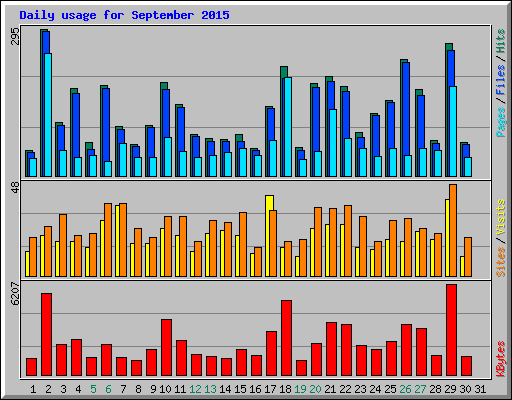 Daily usage for September 2015
295
Pages / Files / Hits
48
Sites / Visits
6207
KBytes
1 2 3 4 5 6 7 8 9 10 11 12 13 14 15 16 17 18 19 20 21 22 23 24 25 26 27 28 29 30 31